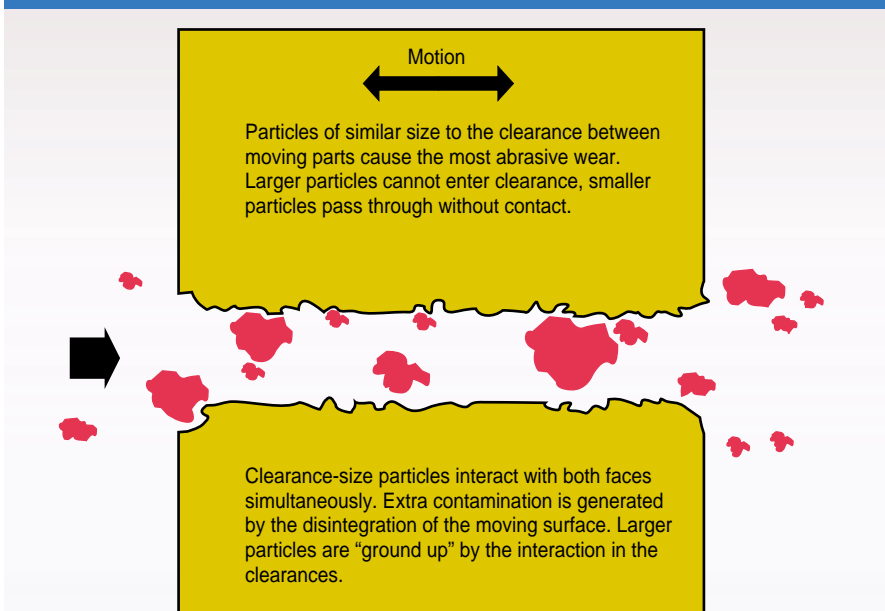 Motion
Particles of similar size to the clearance between
moving parts cause the most abrasive wear.
Larger particles cannot enter clearance, smaller
particles pass through without contact.
Clearance-size particles interact with both faces
simultaneously. Extra contamination is generated
by the disintegration of the moving surface. Larger
particles are “ground up” by the interaction in the
clearances.